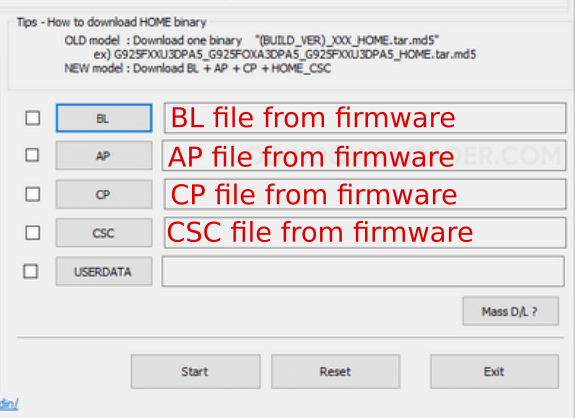 Tips - How to download HOME binary
OLD model : Download one binary "(BUILD_VER)_XXX_HOME.tar.md5"
ex) G925FXXU3DPA5_G925FOXA3DPA5_G925FXXU3DPA5_HOME.tar.md5
NEW model : Download BL + AP + CP + HOME_CSC
BL BL file from firmware
AP AP file from firmware
CP CP file from firmware
CSC CSC file from firmware
USERDATA
Mass D/L ?
Start Reset Exit
din/